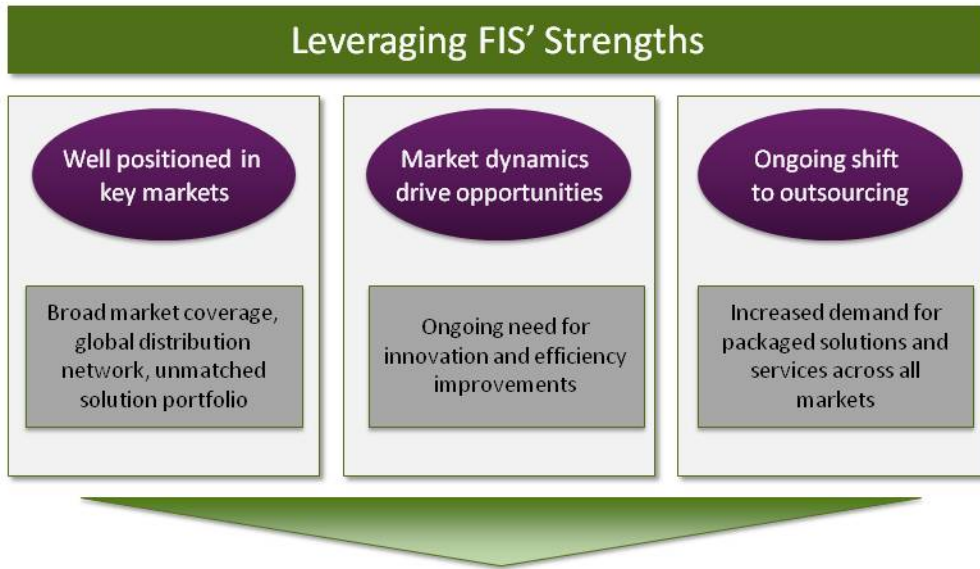 Leveraging FIS’ Strengths
Well positioned in
key markets
Broad market coverage,
global distribution
network, unmatched
solution portfolio
Market dynamics
drive opportunities
Ongoing need for
innovation and efficiency
improvements
Ongoing shift
to outsourcing
Increased demand for
packaged solutions and
services across all
markets